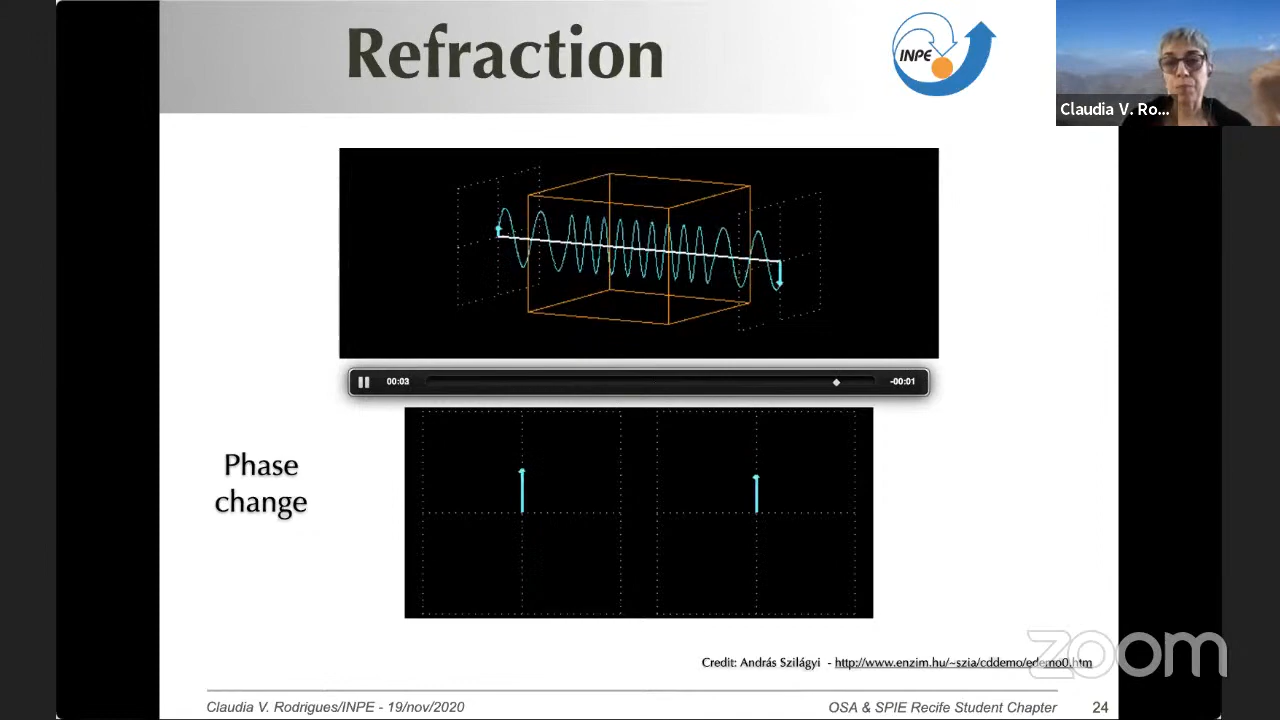 Refraction
INPE
Claudia V. Ro...
00:03
-00:01
Phase
change
Credit: András Szilágyi - http://www.enzim.hu/~szia/cddemo/edemo0.htm
zoom
Claudia V. Rodrigues/INPE - 19/nov/2020
OSA & SPIE Recife Student Chapter
24